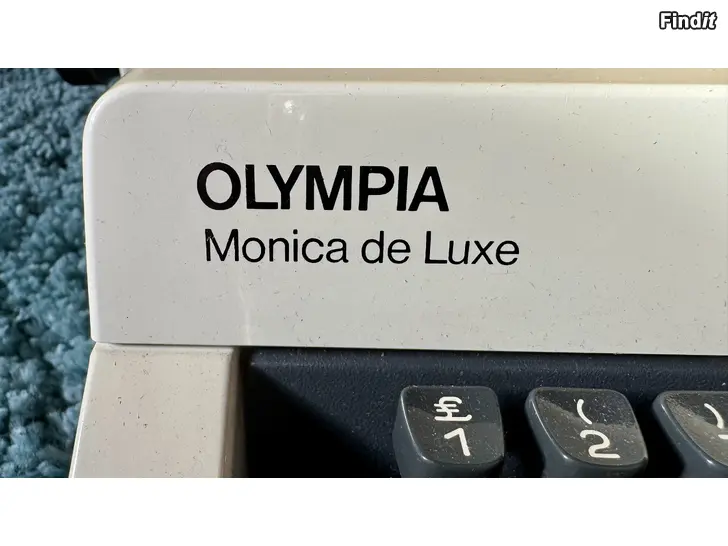 Findit
OLYMPIA
Monica de Luxe
£ ( )
1 2